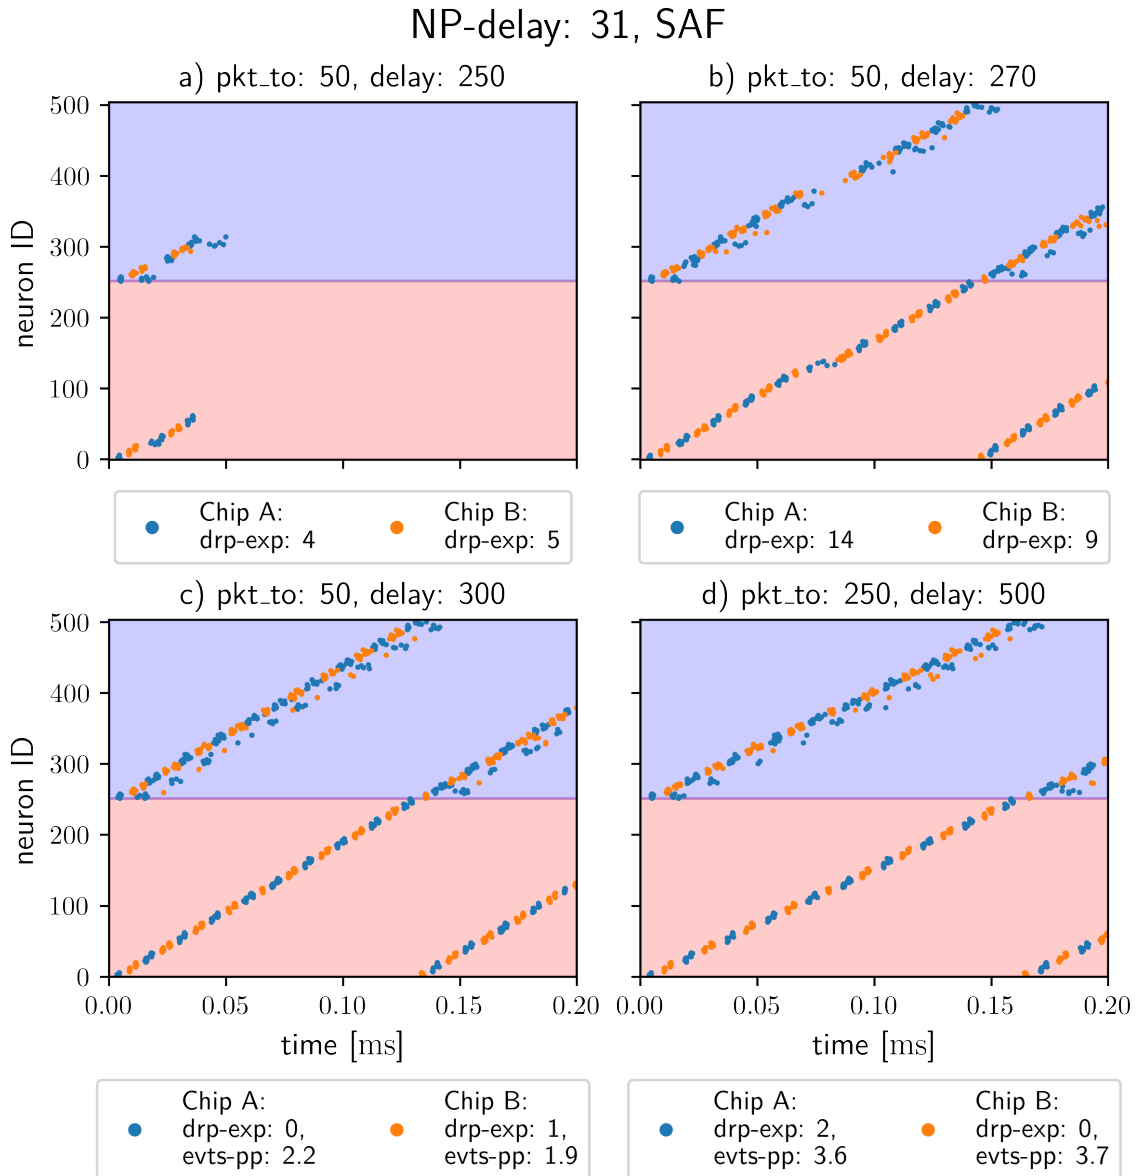 NP-delay: 31, SAF
a) pkt_to: 50, delay: 250
b) pkt_to: 50, delay: 270
500
400
300
200
100
0
neuron ID
Chip A:
drp-exp: 4
Chip B:
drp-exp: 5
Chip A:
drp-exp: 14
Chip B:
drp-exp: 9
c) pkt_to: 50, delay: 300
d) pkt_to: 250, delay: 500
500
400
300
200
100
0
neuron ID
0.00 0.05 0.10 0.15 0.20
0.00 0.05 0.10 0.15 0.20
time [ms]
time [ms]
Chip A:
drp-exp: 0,
evts-pp: 2.2
Chip B:
drp-exp: 1,
evts-pp: 1.9
Chip A:
drp-exp: 2,
evts-pp: 3.6
Chip B:
drp-exp: 0,
evts-pp: 3.7